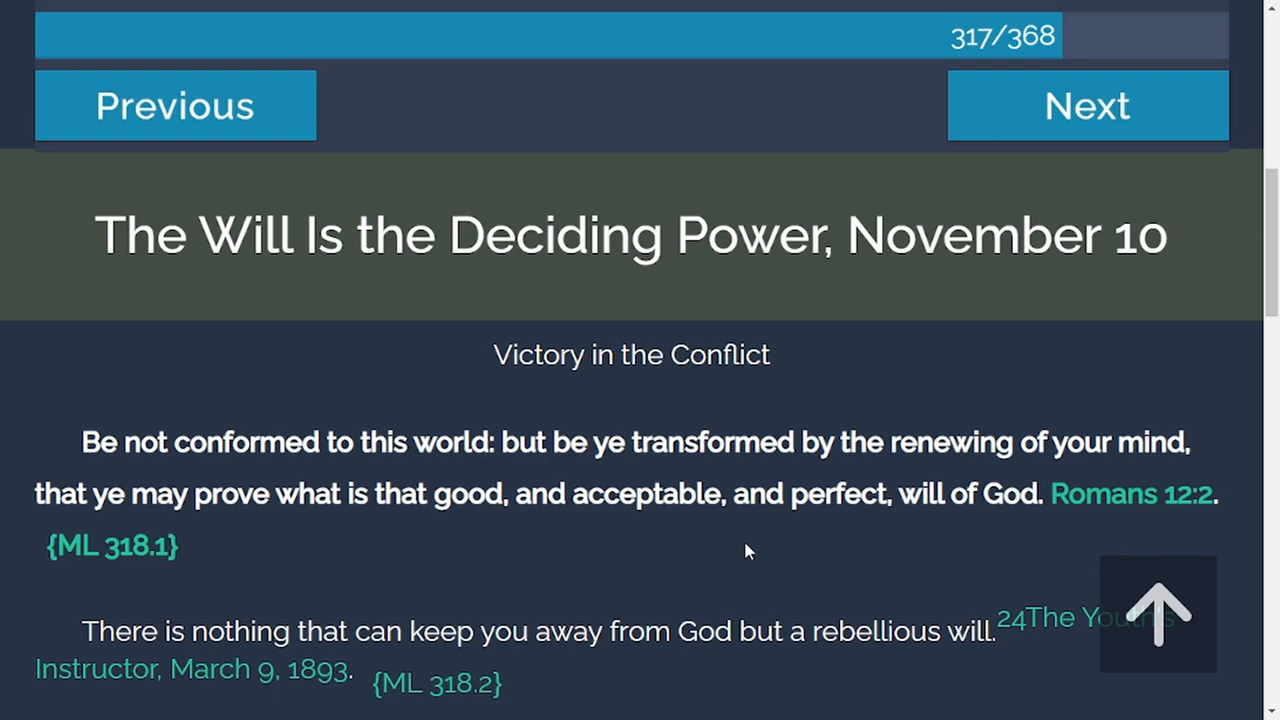 317/368
Previous
Next
The Will Is the Deciding Power, November 10
Victory in the Conflict
Be not conformed to this world: but be ye transformed by the renewing of your mind,
that ye may prove what is that good, and acceptable, and perfect, will of God. Romans 12:2.
{ML 318.1}
There is nothing that can keep you away from God but a rebellious will.24The Youth's
Instructor, March 9, 1893. {ML 318.2}